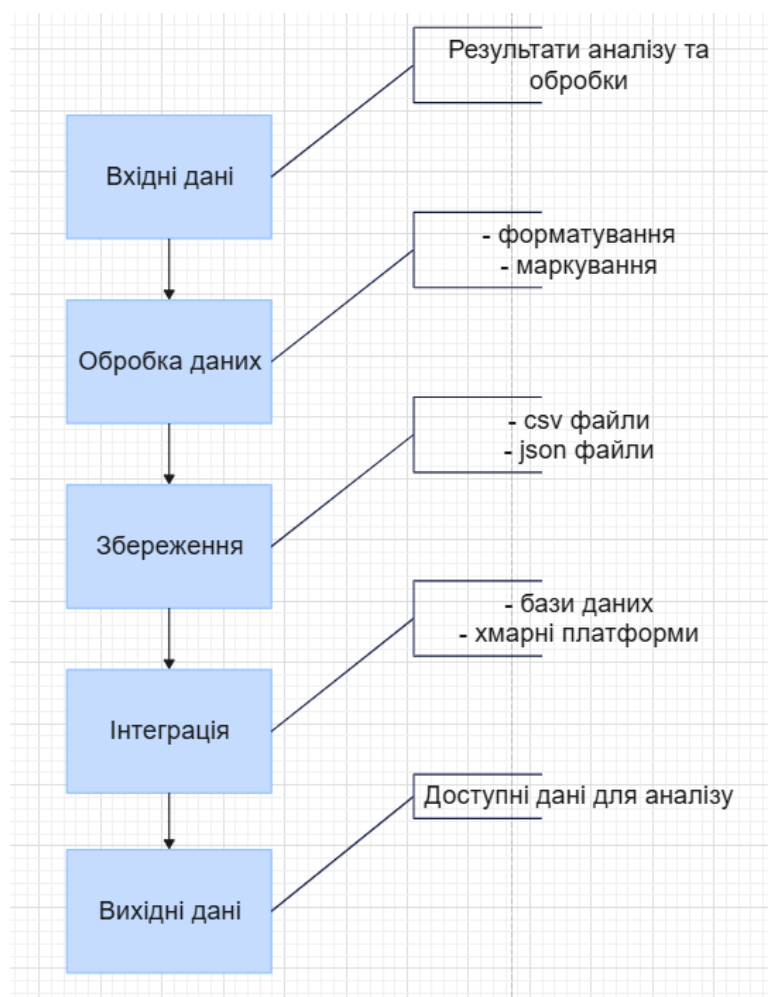 Результати аналізу та
обробки
Вхідні дані
- форматування
- маркування
Обробка даних
- csv файли
- json файли
Збереження
- бази даних
- хмарні платформи
Інтеграція
Доступні дані для аналізу
Вихідні дані